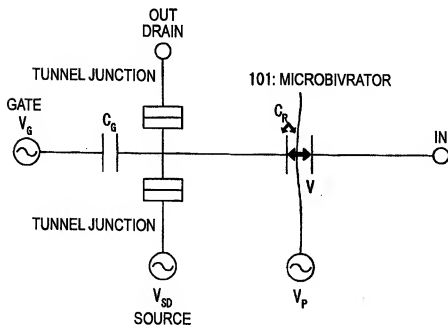 OUT
DRAIN
TUNNEL JUNCTION
101: MICROBIVRATOR
GATE
V_G
C_G
C_R
IN
V
TUNNEL JUNCTION
V_SD
SOURCE
V_P